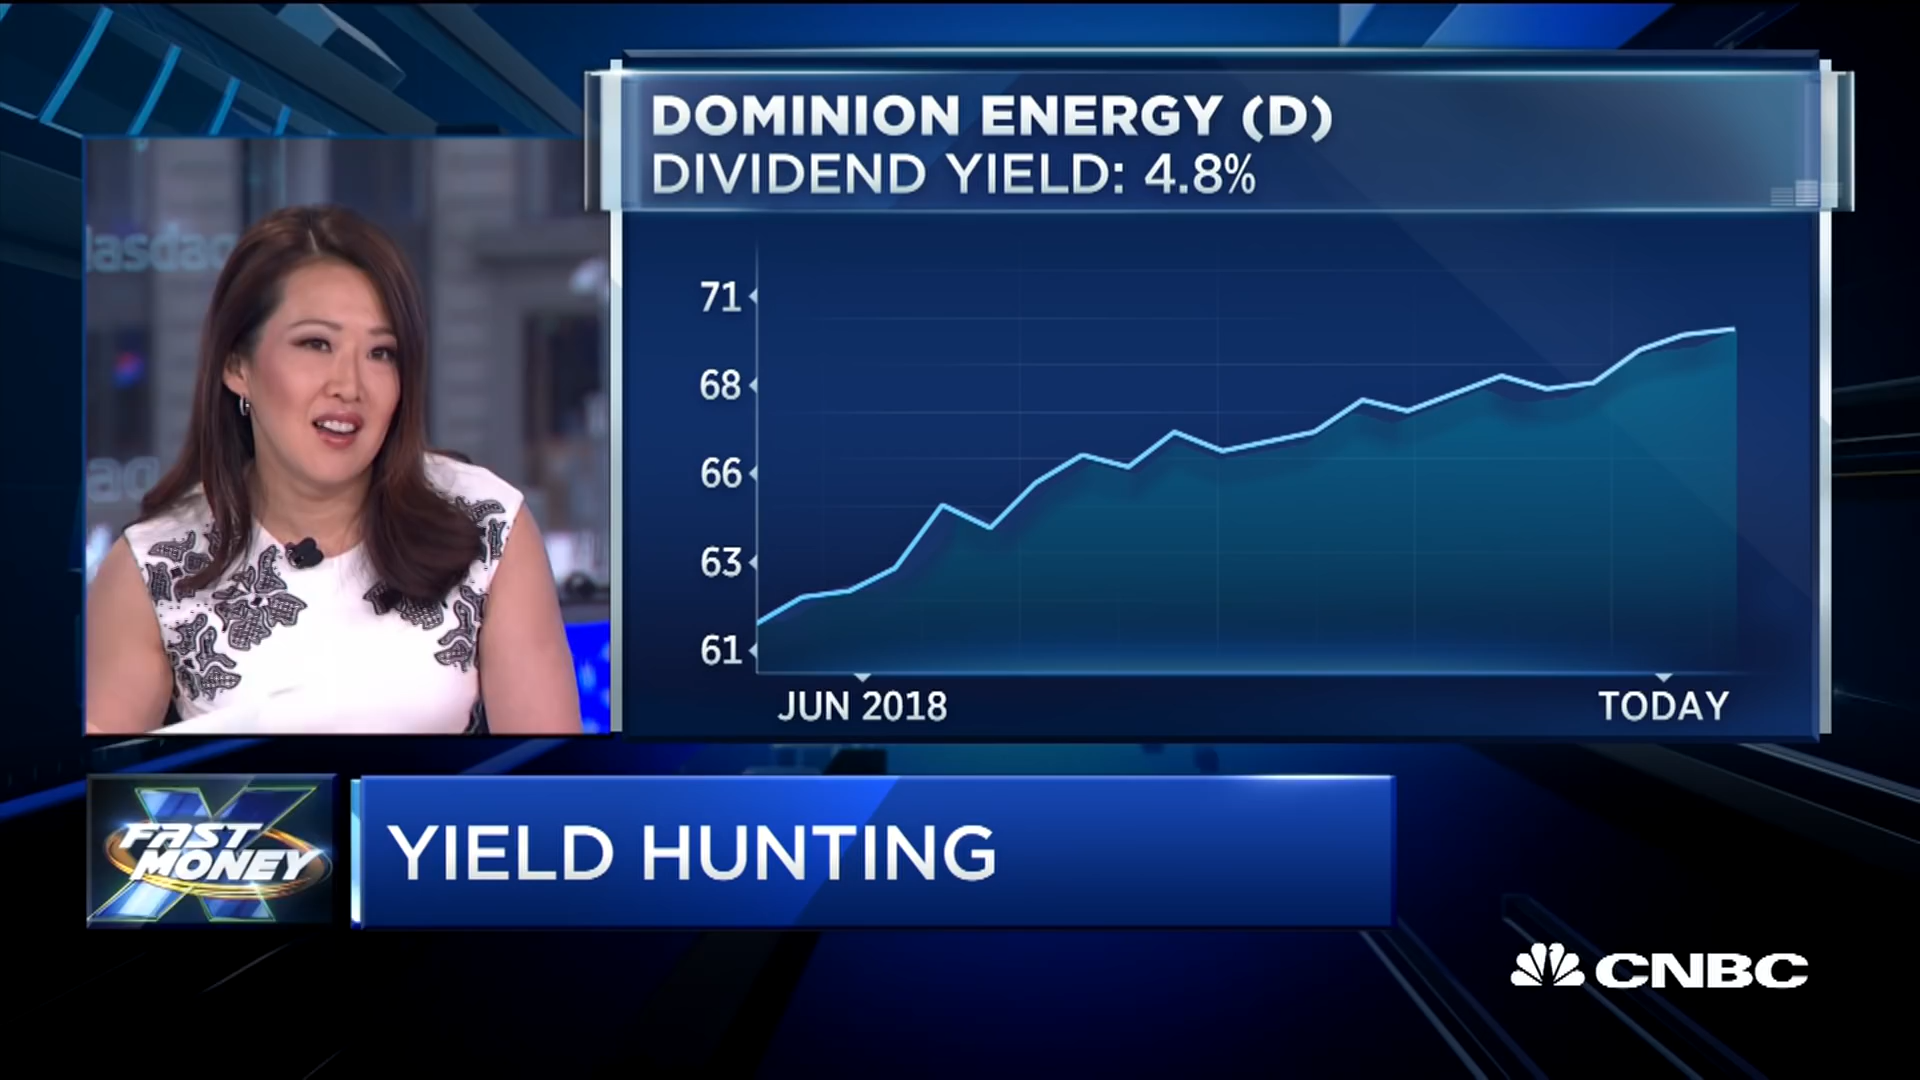 DOMINION ENERGY (D)
DIVIDEND YIELD: 4.8%
Nasdaq
71
68
66
63
61
JUN 2018
TODAY
FAST
MONEY
YIELD HUNTING
CNBC